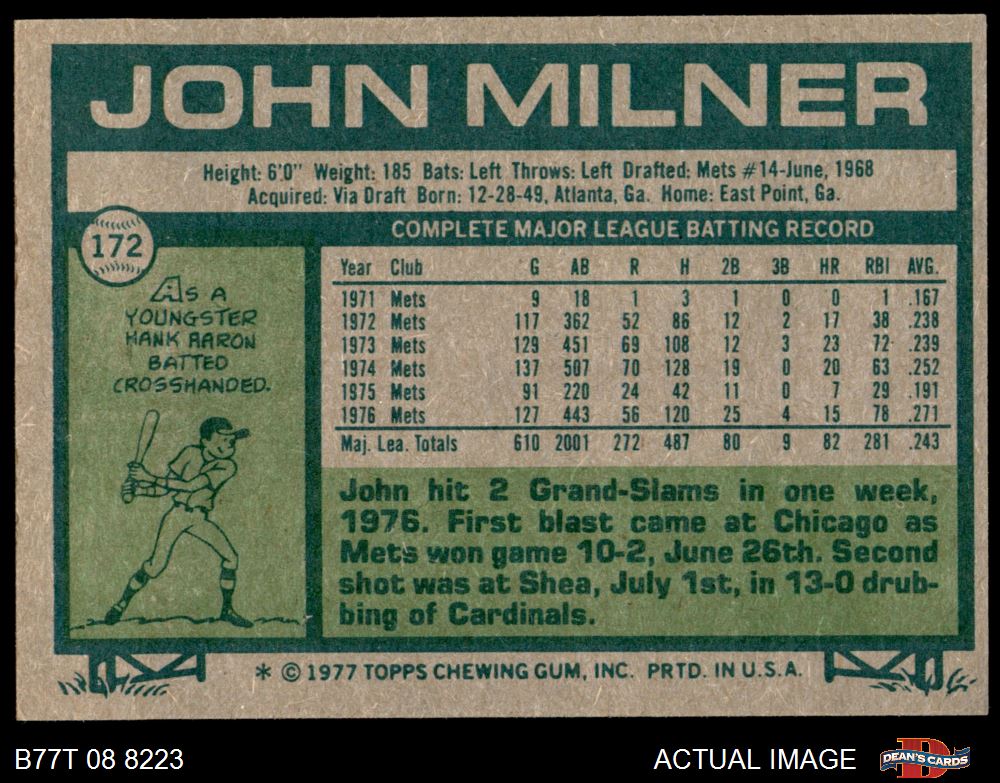 JOHN MILNER
Height: 6'0" Weight: 185 Bats: Left Throws: Left Drafted: Mets #14-June, 1968
Acquired: Via Draft Born: 12-28-49, Atlanta, Ga. Home: East Point, Ga.
172
As a
YOUNGSTER
HANK AARON
BATTED
CROSSHANDED.
COMPLETE MAJOR LEAGUE BATTING RECORD
Year Club G AB R H 2B 3B HR RBI AVG.
1971 Mets 9 18 1 3 1 0 0 1 .167
1972 Mets 117 362 52 86 12 2 17 38 .238
1973 Mets 129 451 69 108 12 3 23 72 .239
1974 Mets 137 507 70 128 19 0 20 63 .252
1975 Mets 91 220 24 42 11 0 7 29 .191
1976 Mets 127 443 56 120 25 4 15 78 .271
Maj. Lea. Totals 610 2001 272 487 80 9 82 281 .243
John hit 2 Grand-Slams in one week,
1976. First blast came at Chicago as
Mets won game 10-2, June 26th. Second
shot was at Shea, July 1st, in 13-0 drub-
bing of Cardinals.
* © 1977 TOPPS CHEWING GUM, INC. PRTD. IN U.S.A.
B77T 08 8223
ACTUAL IMAGE
D
DEAN'S CARDS